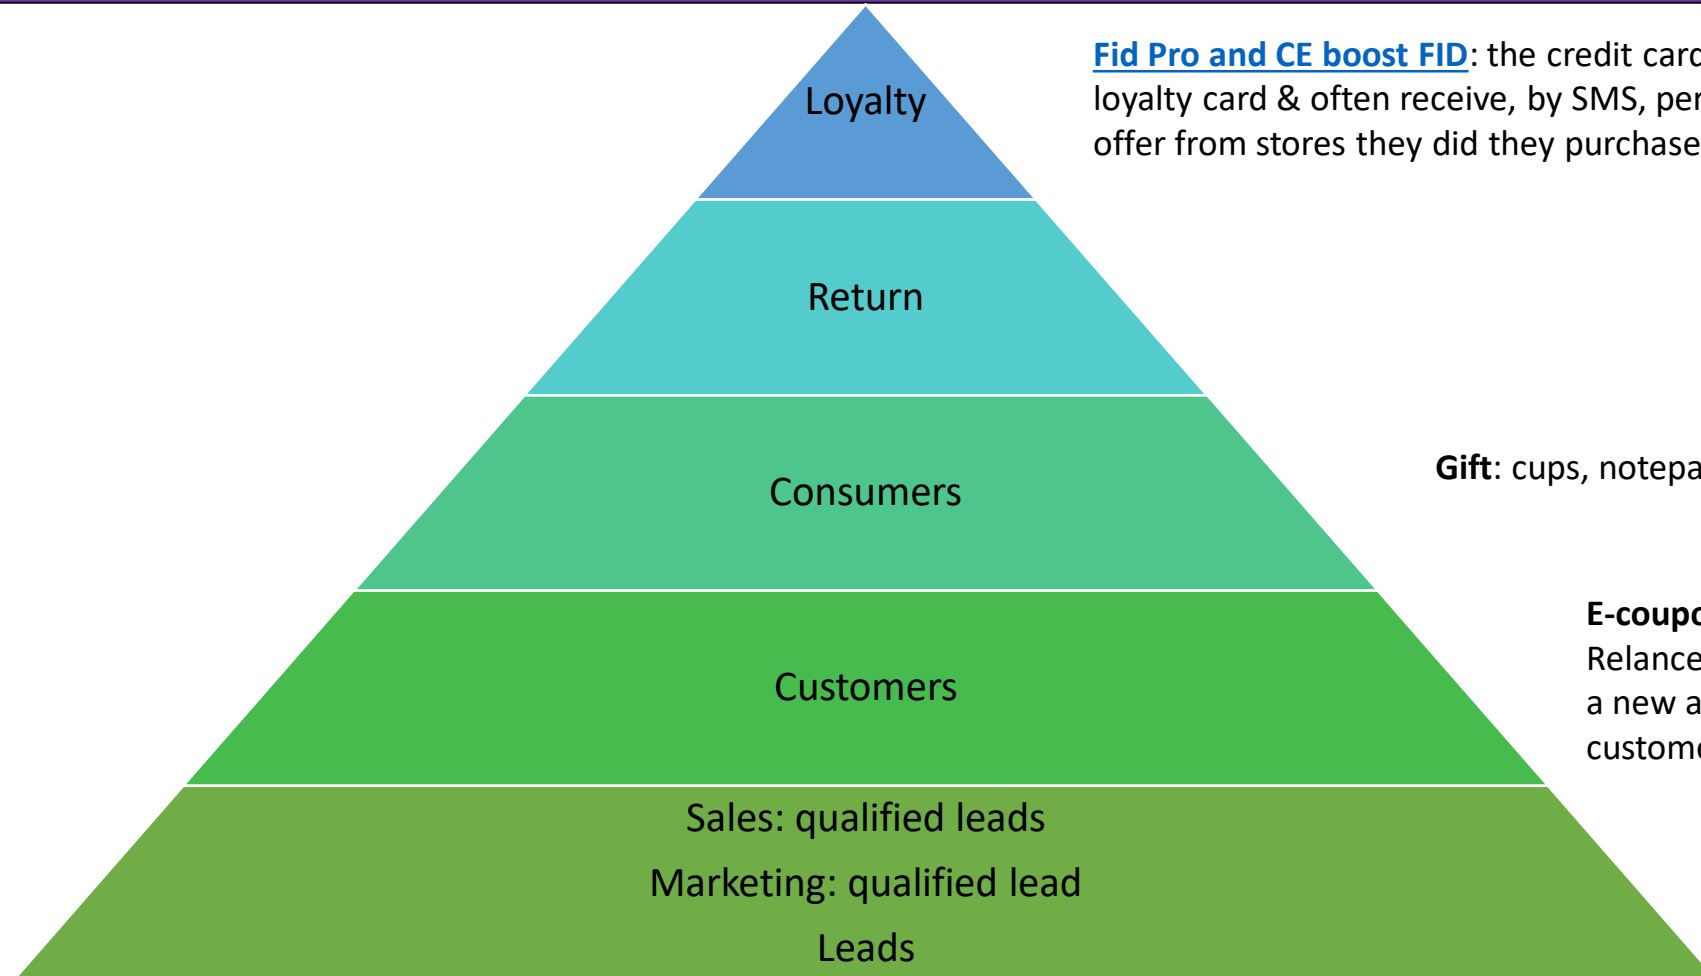 Loyalty
Fid Pro and CE boost FID: the credit card
loyalty card & often receive, by SMS, per
offer from stores they did they purchase
Return
Consumers
Gift: cups, notepa
Customers
E-coupo
Relance
a new a
custome
Sales: qualified leads
Marketing: qualified lead
Leads